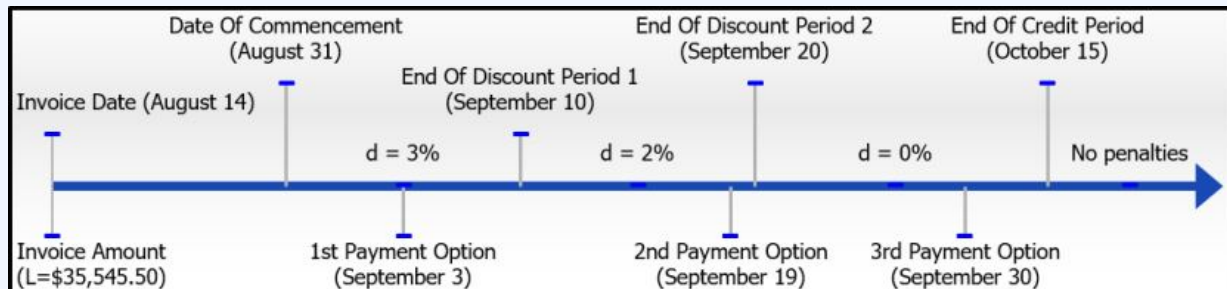 Date Of Commencement
(August 31)
End Of Discount Period 2
(September 20)
End Of Credit Period
(October 15)
End Of Discount Period 1
(September 10)
Invoice Date (August 14)
d = 3%
d = 2%
d = 0%
No penalties
Invoice Amount
(L=$35,545.50)
1st Payment Option
(September 3)
2nd Payment Option
(September 19)
3rd Payment Option
(September 30)